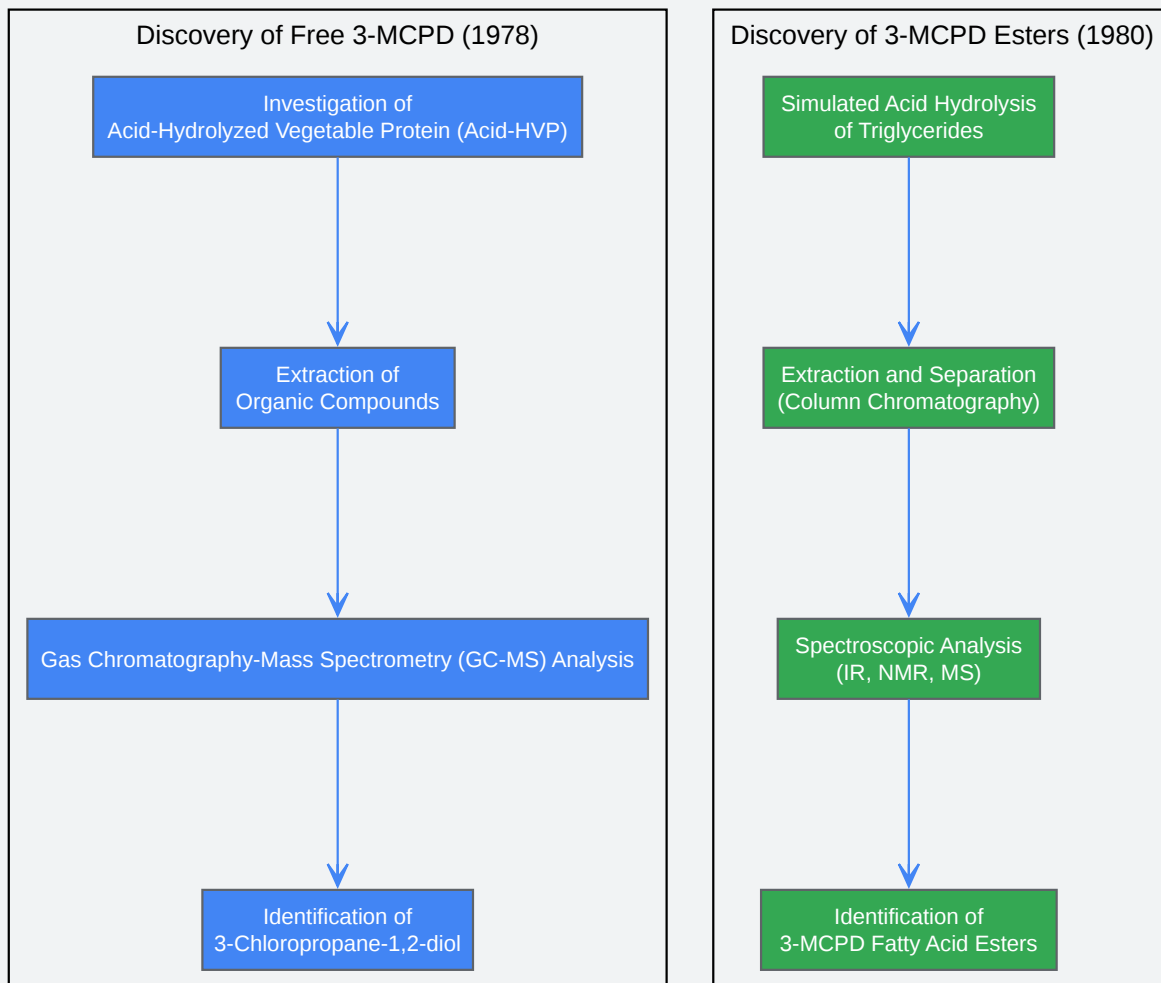 Discovery of Free 3-MCPD (1978)
Investigation of
Acid-Hydrolyzed Vegetable Protein (Acid-HVP)
Extraction of
Organic Compounds
Gas Chromatography-Mass Spectrometry (GC-MS) Analysis
Identification of
3-Chloropropane-1,2-diol
Discovery of 3-MCPD Esters (1980)
Simulated Acid Hydrolysis
of Triglycerides
Extraction and Separation
(Column Chromatography)
Spectroscopic Analysis
(IR, NMR, MS)
Identification of
3-MCPD Fatty Acid Esters